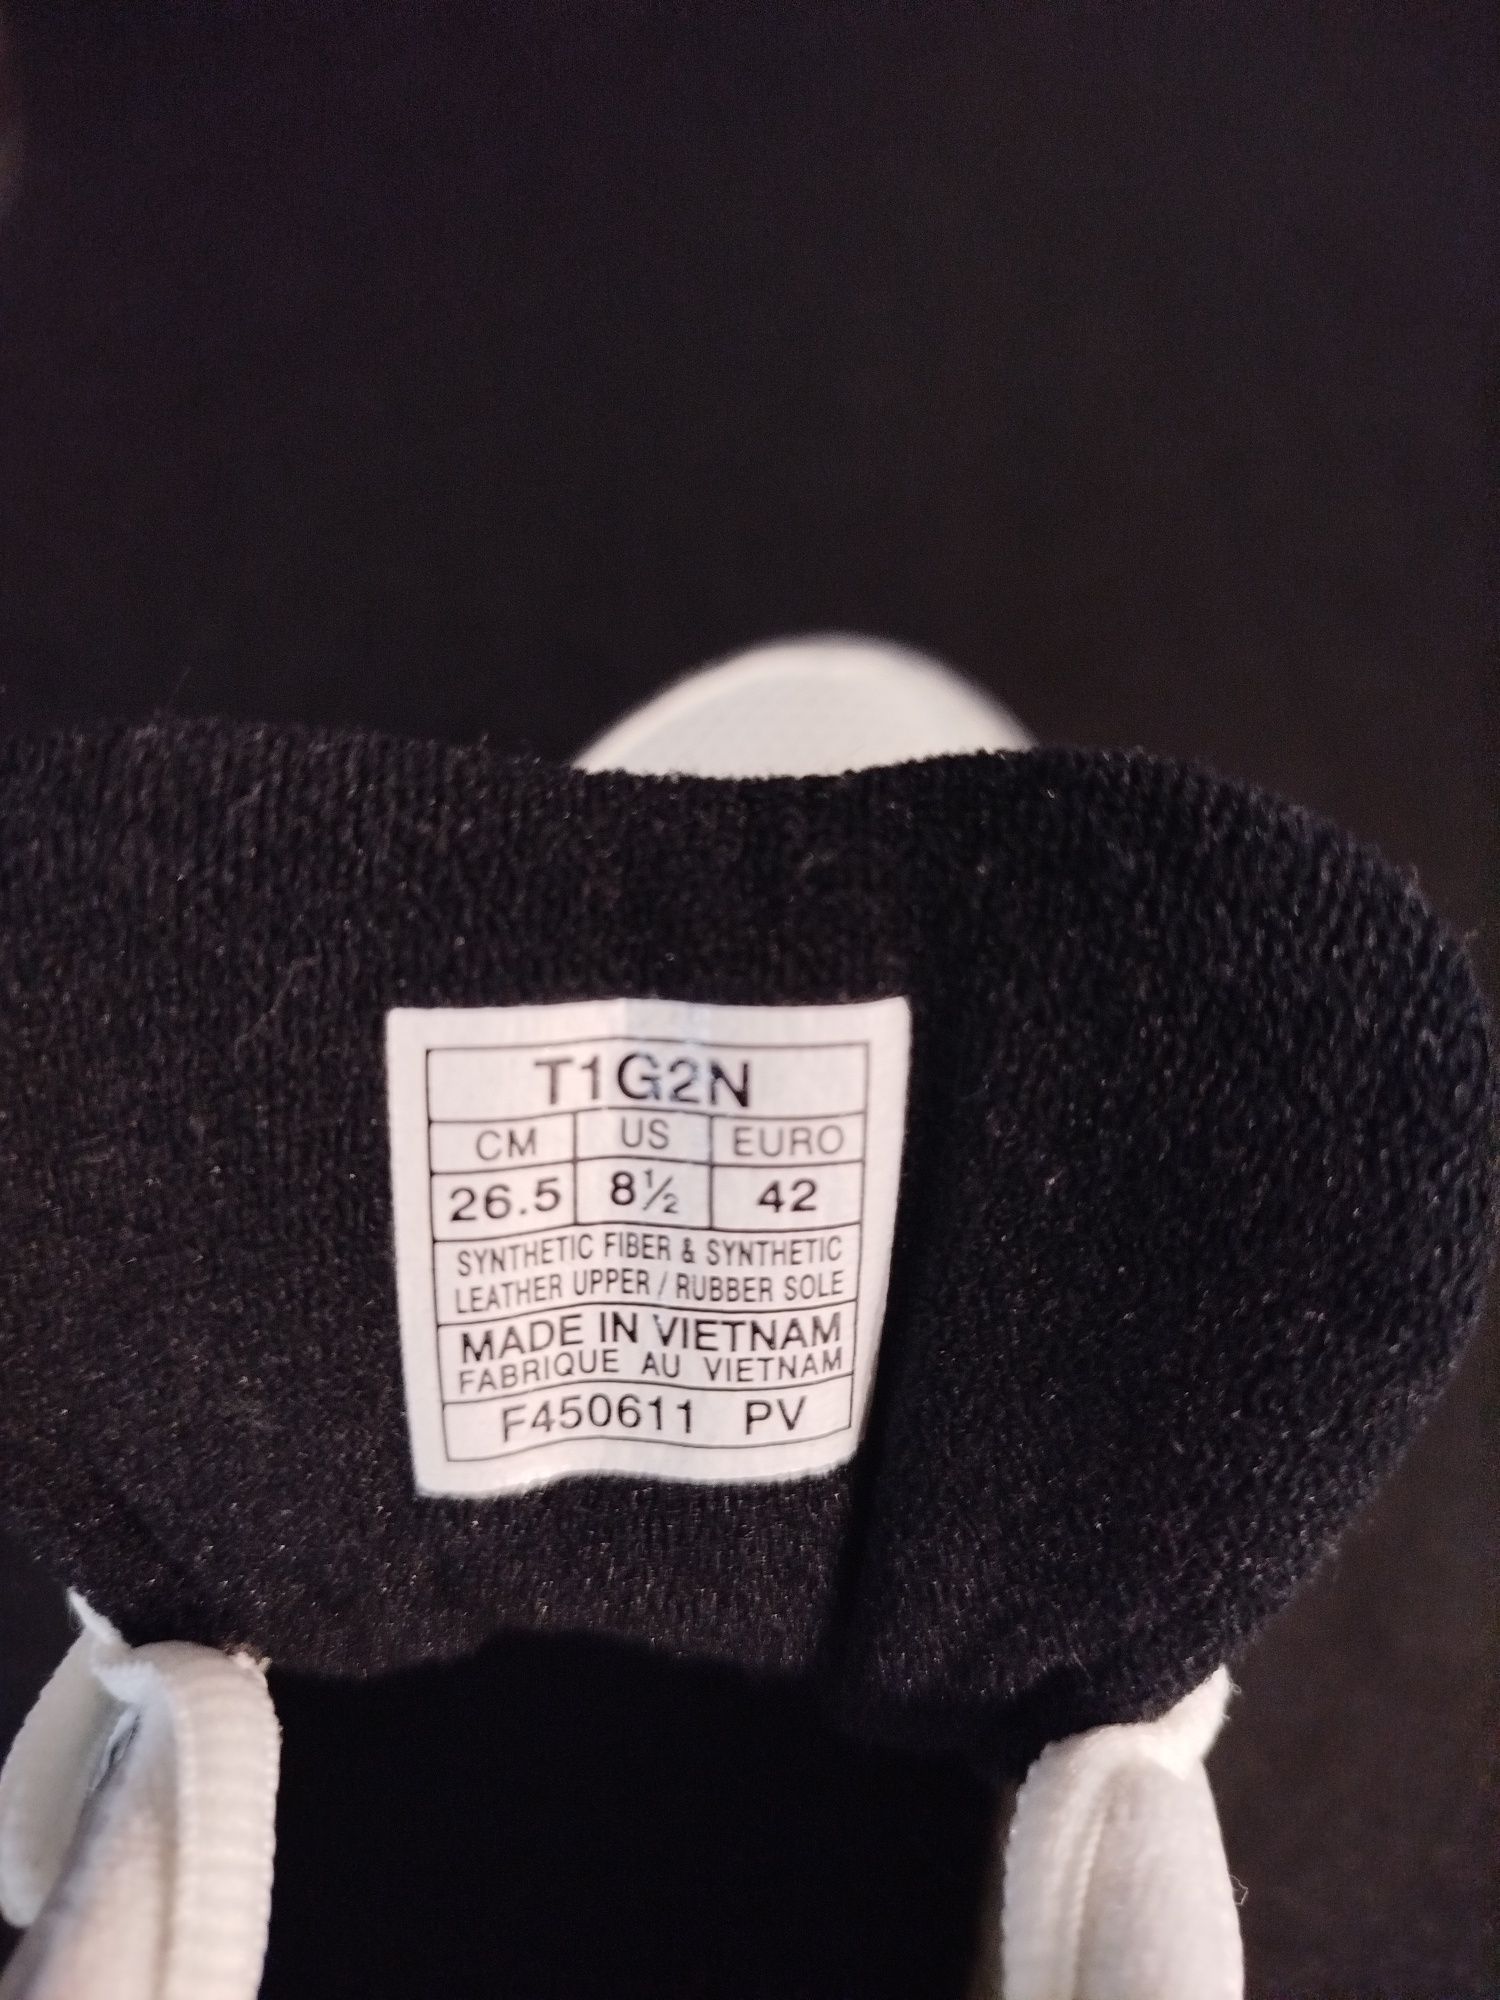 T1G2N
CM US EURO
26.5 8½ 42
SYNTHETIC FIBER & SYNTHETIC
LEATHER UPPER / RUBBER SOLE
MADE IN VIETNAM
FABRIQUE AU VIETNAM
F450611 PV